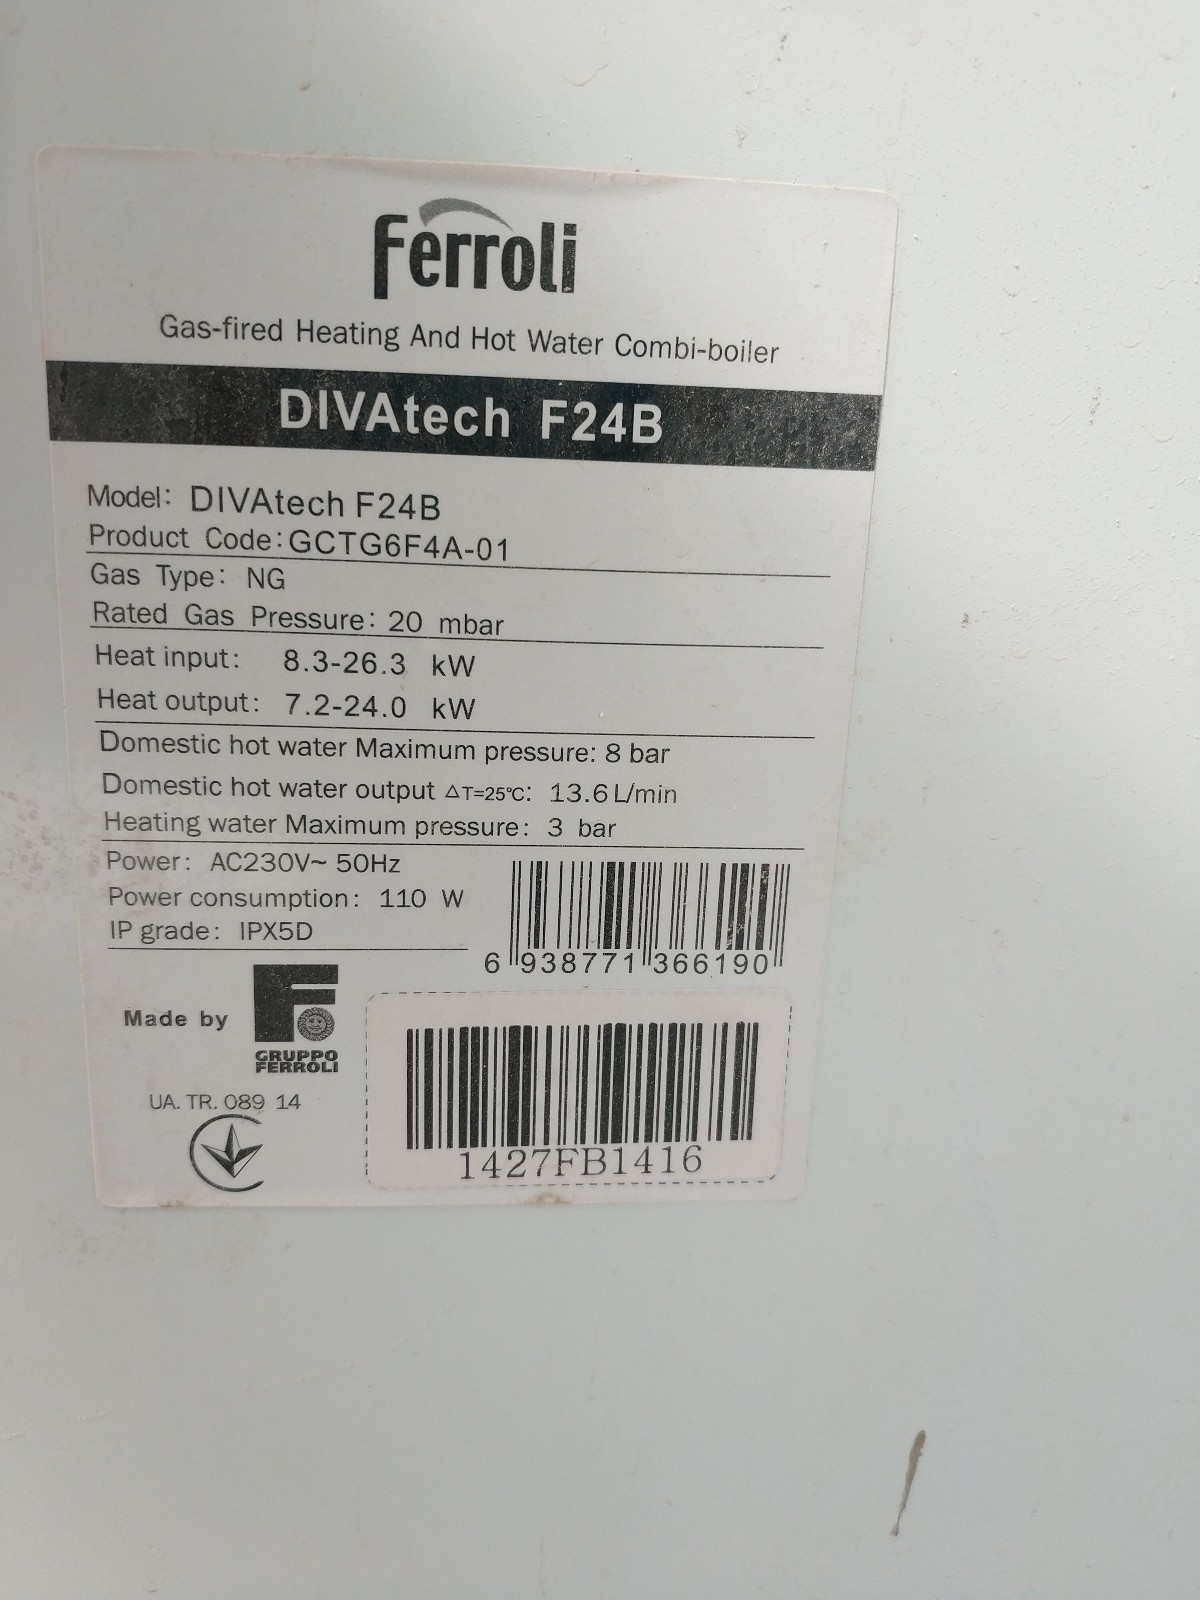 Ferroli
Gas-fired Heating And Hot Water Combi-boiler
DIVAtech F24B
Model: DIVAtech F24B
Product Code: GCTG6F4A-01
Gas Type: NG
Rated Gas Pressure: 20 mbar
Heat input: 8.3-26.3 kW
Heat output: 7.2-24.0 kW
Domestic hot water Maximum pressure: 8 bar
Domestic hot water output △T=25℃: 13.6 L/min
Heating water Maximum pressure: 3 bar
Power: AC230V~ 50Hz
Power consumption: 110 W
IP grade: IPX5D
6 938771 366190
Made by
GRUPPO
FERROLI
UA. TR. 089 14
1427FB1416